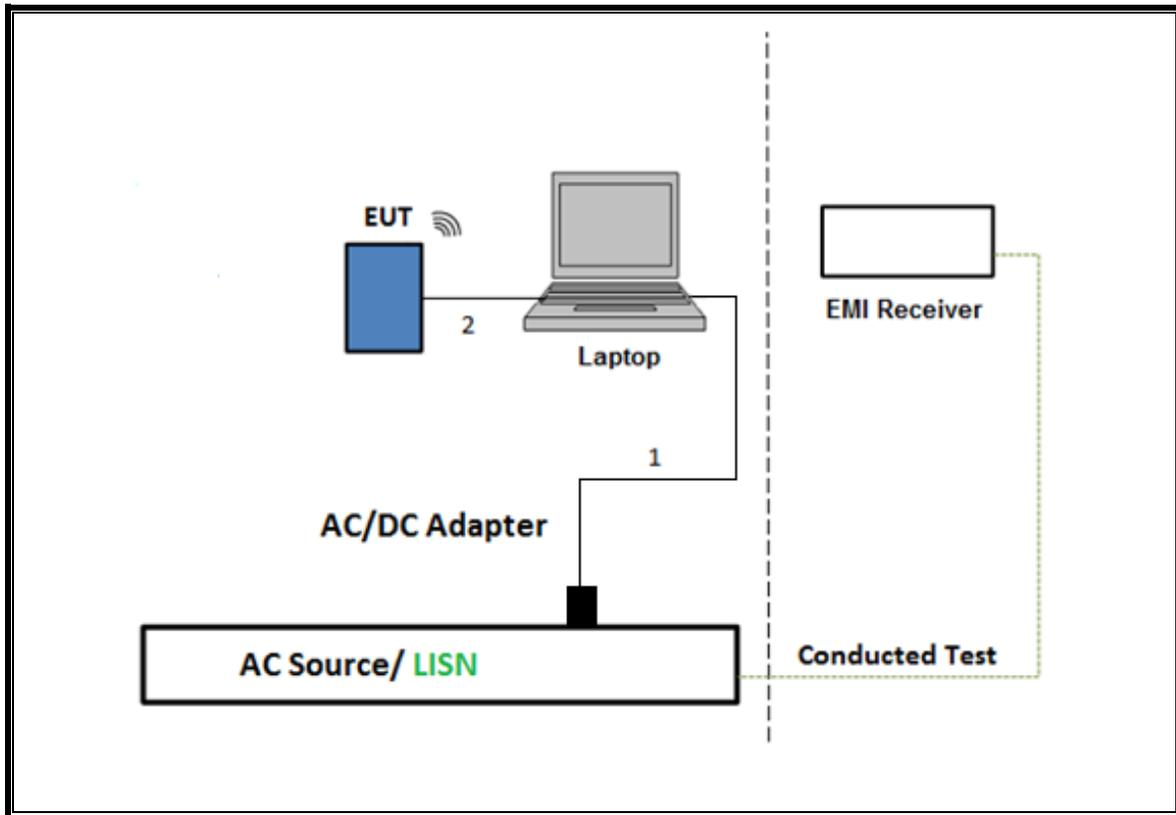 EUT
2
Laptop
EMI Receiver
1
AC/DC Adapter
AC Source/ LISN
Conducted Test